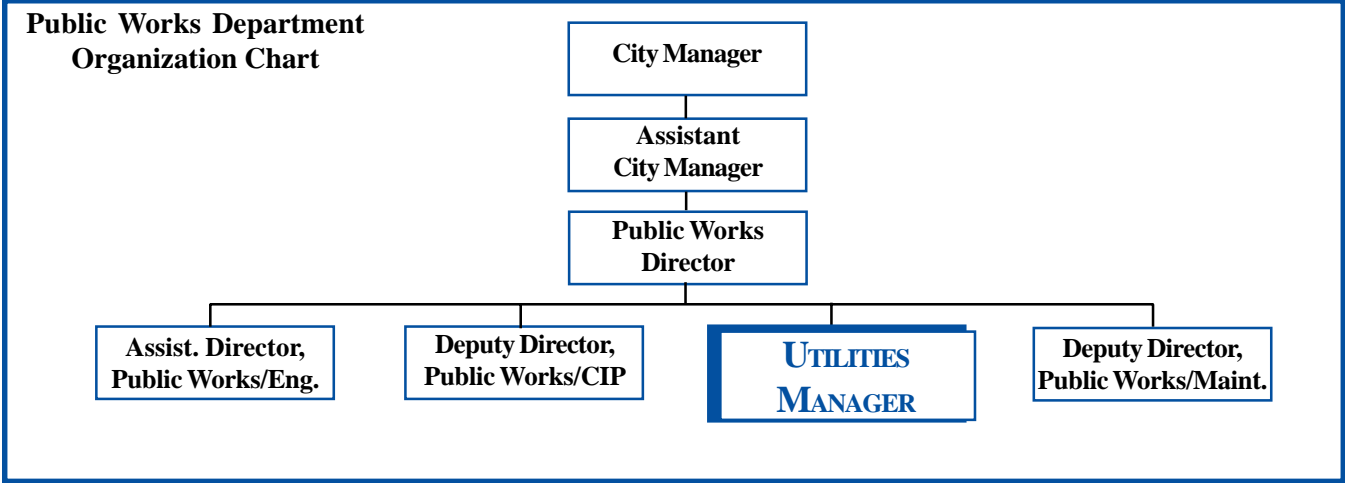 Public Works Department
Organization Chart
City Manager
Assistant
City Manager
Public Works
Director
Assist. Director,
Public Works/Eng.
Deputy Director,
Public Works/CIP
UTILITIES
MANAGER
Deputy Director,
Public Works/Maint.